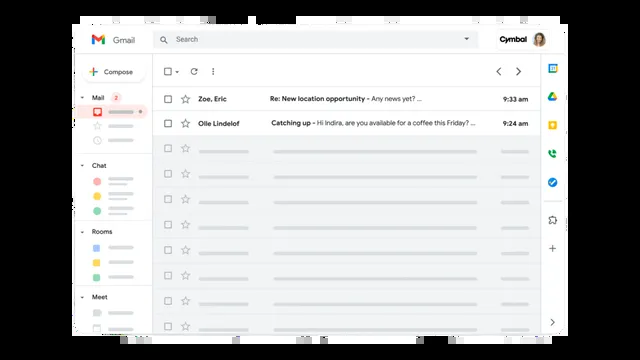 Gmail
Search
Cymbal
Compose
Mail 2
Zoe, Eric Re: New location opportunity - Any news yet? ... 9:33 am
Olle Lindelof Catching up - Hi Indira, are you available for a coffee this Friday? ... 9:24 am
Chat
Rooms
Meet